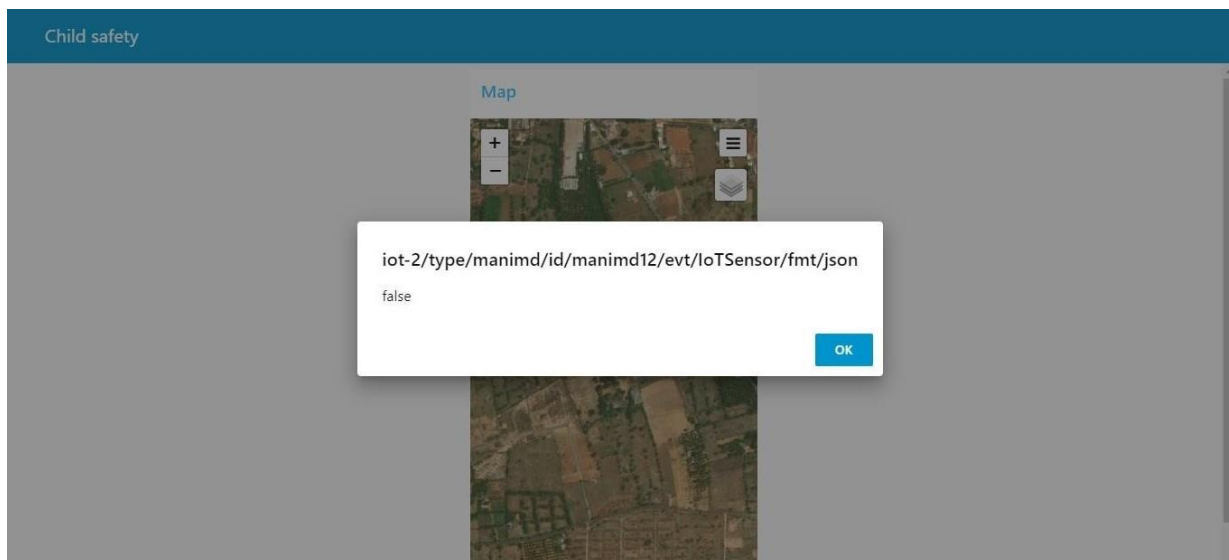 Child safety
Map
+
−
iot-2/type/manimd/id/manimd12/evt/IoTSensor/fmt/json
false
OK